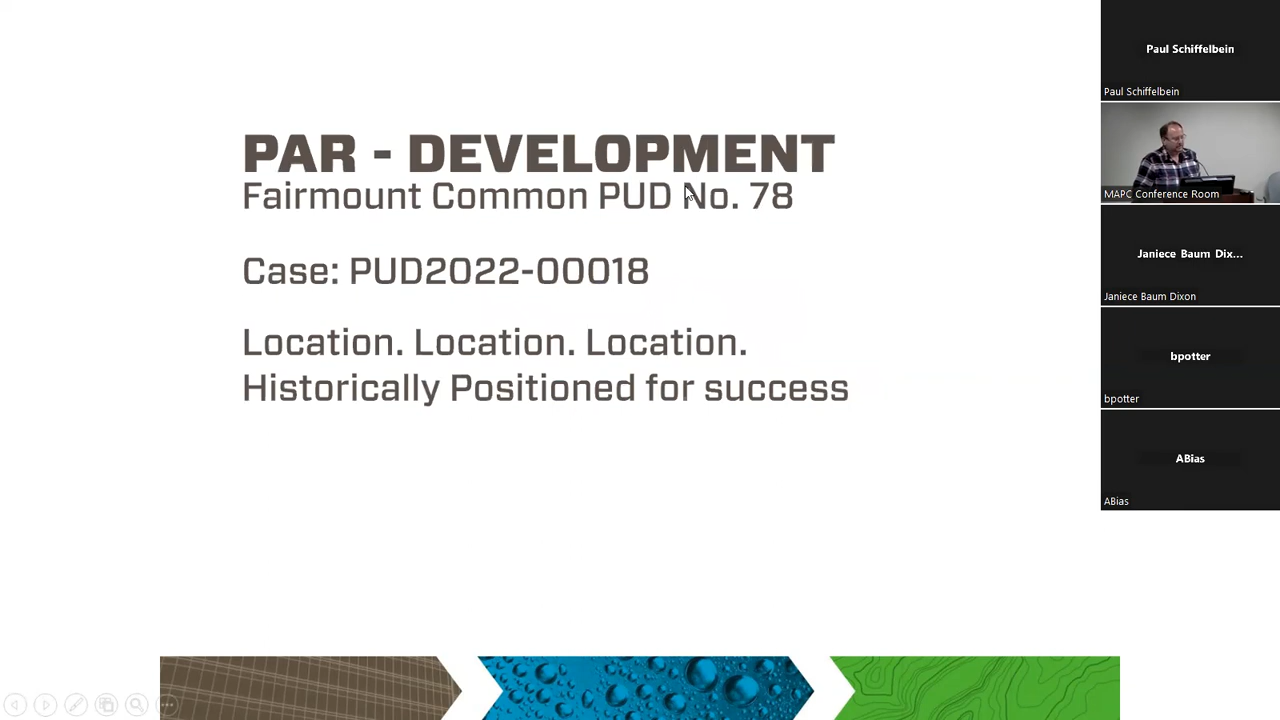 PAR - DEVELOPMENT
Fairmount Common PUD No. 78
Case: PUD2022-00018
Location. Location. Location.
Historically Positioned for success
Paul Schiffelbein
Paul Schiffelbein
MAPC Conference Room
Janiece Baum Dix...
Janiece Baum Dixon
bpotter
bpotter
ABias
ABias